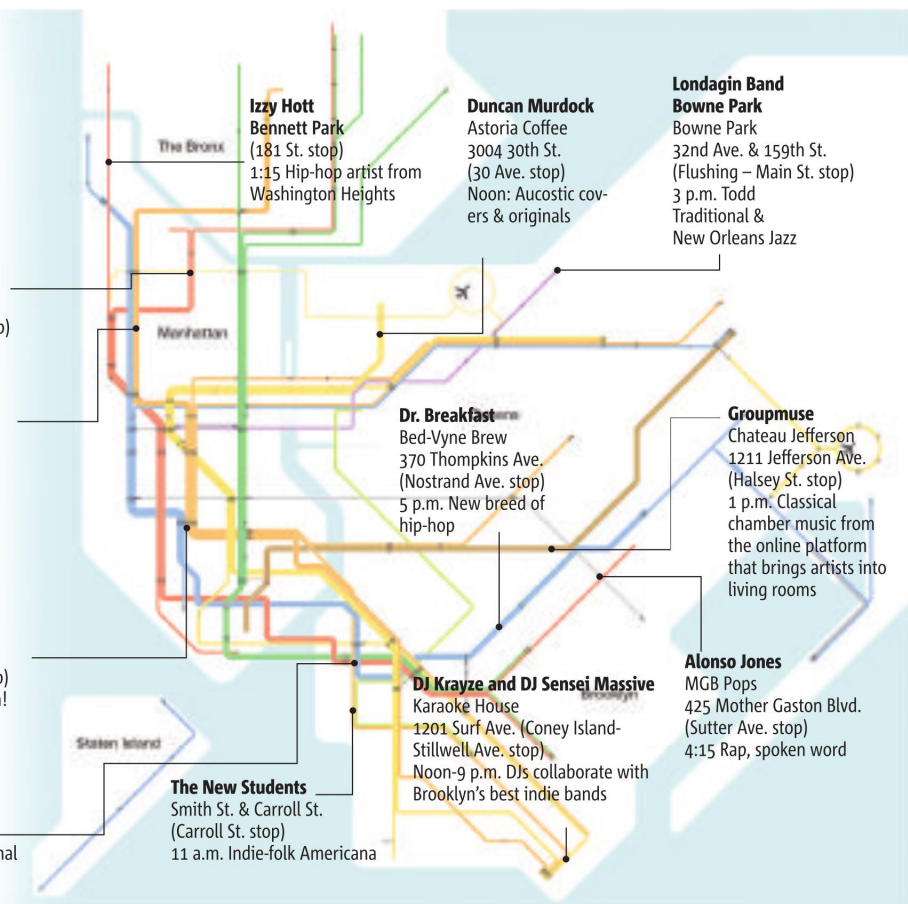 Izzy Hott
Bennett Park
(181 St. stop)
1:15 Hip-hop artist from
Washington Heights
Duncan Murdock
Astoria Coffee
3004 30th St.
(30 Ave. stop)
Noon: Aucostic cov-
ers & originals
Londagin Band
Bowne Park
Bowne Park
32nd Ave. & 159th St.
(Flushing – Main St. stop)
3 p.m. Todd
Traditional &
New Orleans Jazz
The Bronx
Manhattan
Dr. Breakfast
Bed-Vyne Brew
370 Thompkins Ave.
(Nostrand Ave. stop)
5 p.m. New breed of
hip-hop
Groupmuse
Chateau Jefferson
1211 Jefferson Ave.
(Halsey St. stop)
1 p.m. Classical
chamber music from
the online platform
that brings artists into
living rooms
Alonso Jones
MGB Pops
425 Mother Gaston Blvd.
(Sutter Ave. stop)
4:15 Rap, spoken word
DJ Krayze and DJ Sensei Massive
Karaoke House
1201 Surf Ave. (Coney Island-
Stillwell Ave. stop)
Noon-9 p.m. DJs collaborate with
Brooklyn’s best indie bands
Brooklyn
Staten Island
The New Students
Smith St. & Carroll St.
(Carroll St. stop)
11 a.m. Indie-folk Americana